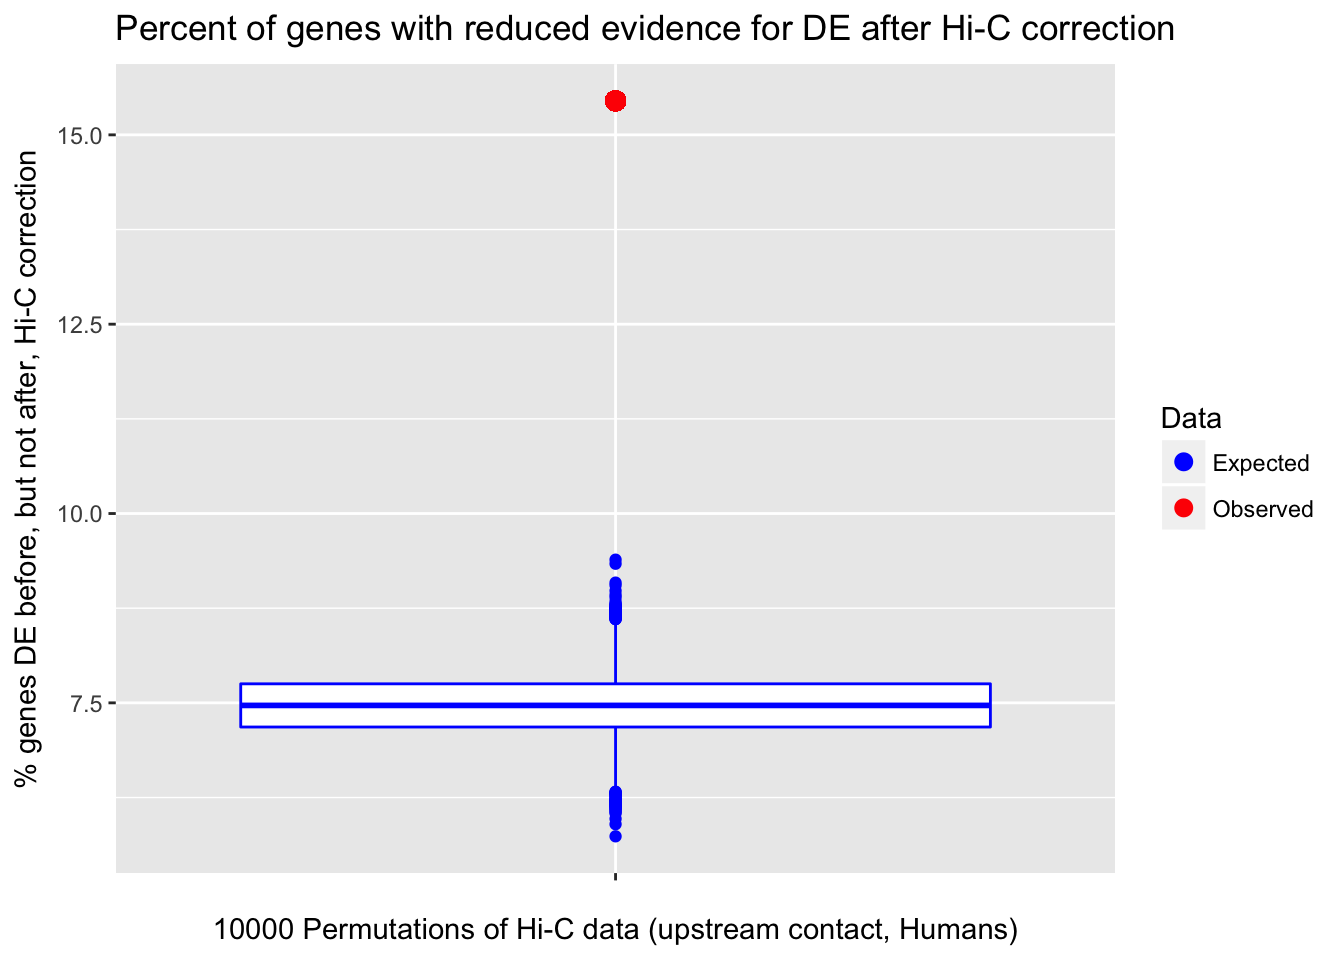 Percent of genes with reduced evidence for DE after Hi-C correction
% genes DE before, but not after, Hi-C correction
15.0
12.5
10.0
7.5
Data
Expected
Observed
10000 Permutations of Hi-C data (upstream contact, Humans)